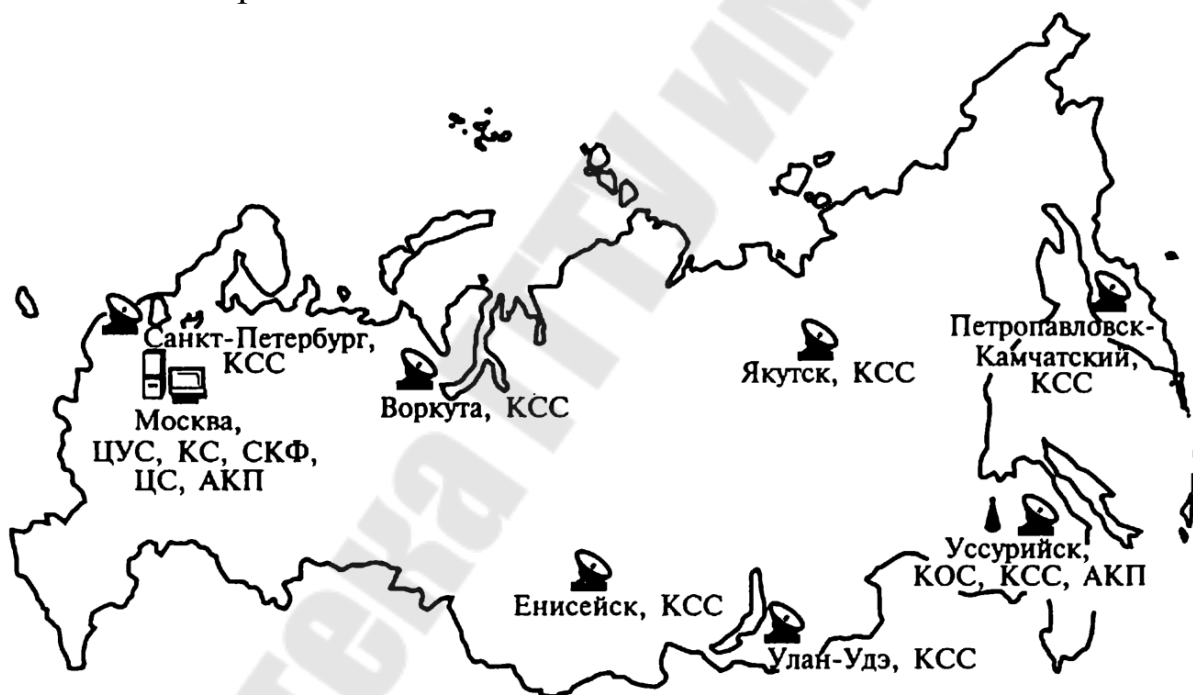 Санкт-Петербург,
КСС
Москва,
ЦУС, КС, СКФ,
ЦС, АКП
Воркута, КСС
Якутск, КСС
Петропавловск-
Камчатский,
КСС
Уссурийск,
КОС, КСС, АКП
Енисейск, КСС
Улан-Удэ, КСС